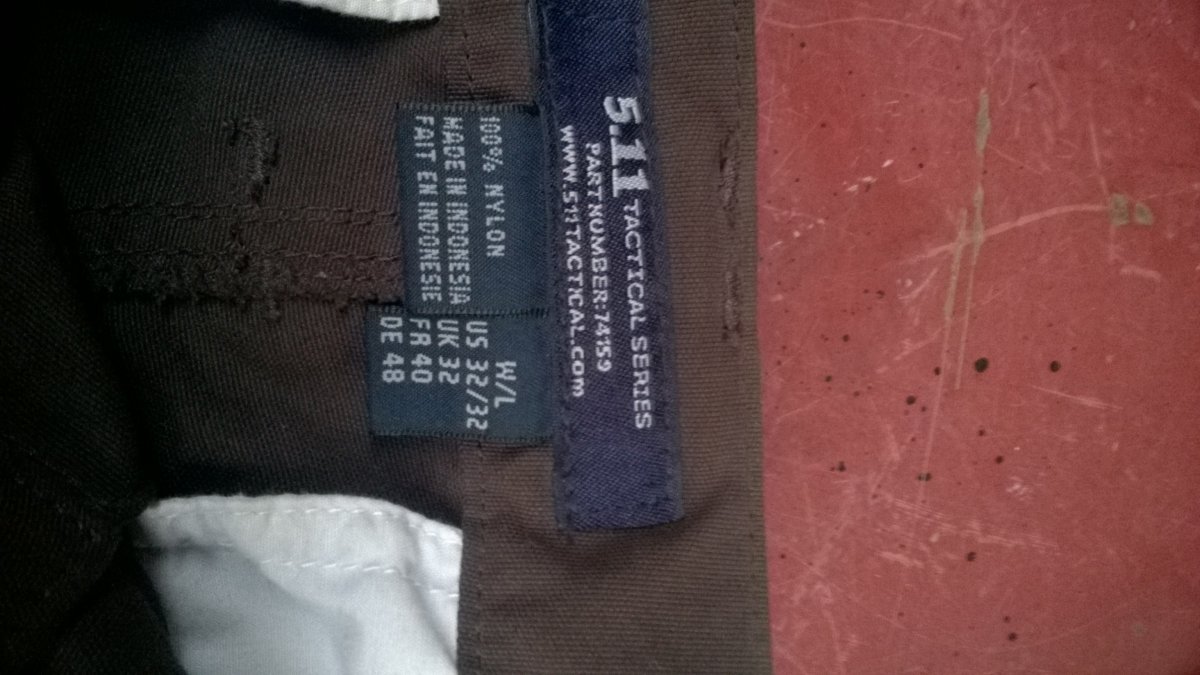 5.11 TACTICAL SERIES
PART NUMBER:74159
WWW.511TACTICAL.COM
100% NYLON
MADE IN INDONESIA
FAIT EN INDONESIE
W/L
US 32/32
UK 32
FR 40
DE 48